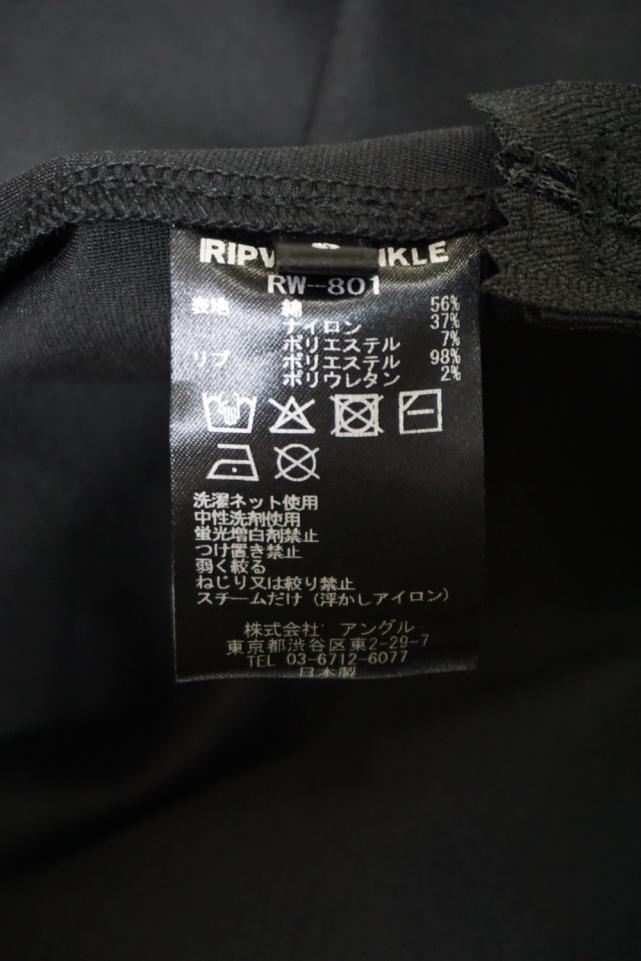 RIPV NKLE
RW-801
表地 綿 56%
ナイロン 37%
ポリエステル 7%
リブ ポリエステル 98%
ポリウレタン 2%
洗濯ネット使用
中性洗剤使用
蛍光増白剤禁止
つけ置き禁止
弱く絞る
ねじり又は絞り禁止
スチームだけ（浮かしアイロン）
株式会社 アングル
東京都渋谷区東2-29-7
TEL 03-6712-6077
日本製